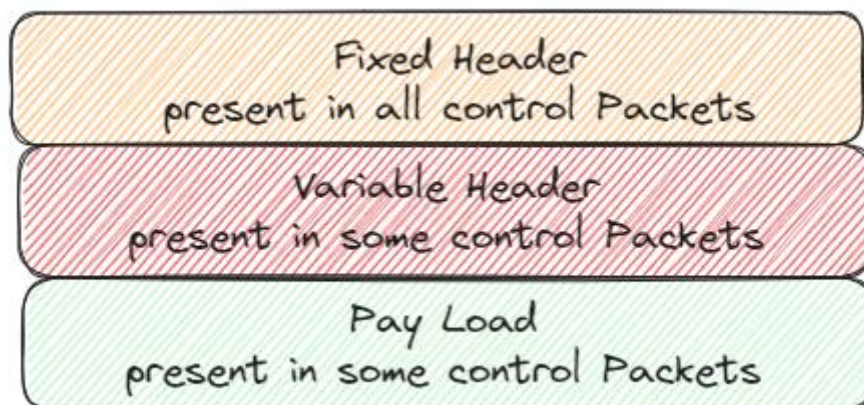 Fixed Header
present in all control Packets
Variable Header
present in some control Packets
Pay Load
present in some control Packets